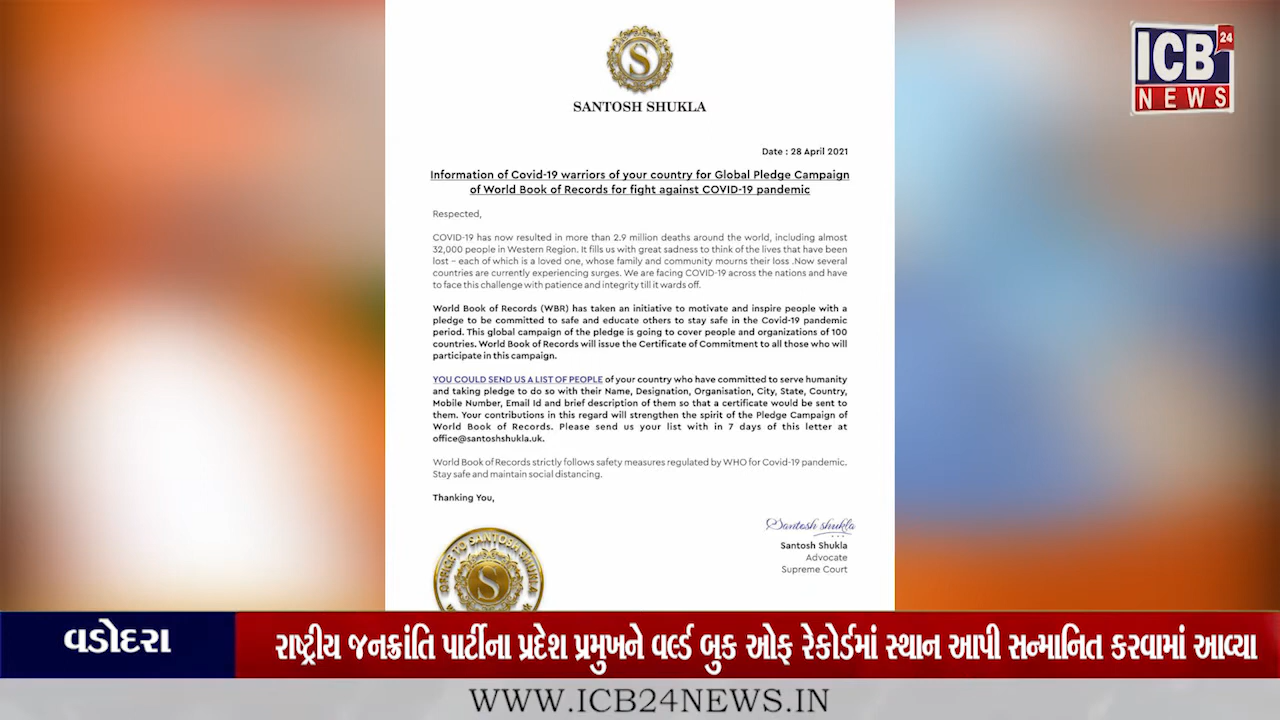 S
SANTOSH SHUKLA
ICB 24
NEWS
Date : 28 April 2021
Information of Covid-19 warriors of your country for Global Pledge Campaign
of World Book of Records for fight against COVID-19 pandemic
Respected,
COVID-19 has now resulted in more than 2.9 million deaths around the world, including almost
32,000 people in Western Region. It fills us with great sadness to think of the lives that have been
lost – each of which is a loved one, whose family and community mourns their loss .Now several
countries are currently experiencing surges. We are facing COVID-19 across the nations and have
to face this challenge with patience and integrity till it wards off.
World Book of Records (WBR) has taken an initiative to motivate and inspire people with a
pledge to be committed to safe and educate others to stay safe in the Covid-19 pandemic
period. This global campaign of the pledge is going to cover people and organizations of 100
countries. World Book of Records will issue the Certificate of Commitment to all those who will
participate in this campaign.
YOU COULD SEND US A LIST OF PEOPLE of your country who have committed to serve humanity
and taking pledge to do so with their Name, Designation, Organisation, City, State, Country,
Mobile Number, Email Id and brief description of them so that a certificate would be sent to
them. Your contributions in this regard will strengthen the spirit of the Pledge Campaign of
World Book of Records. Please send us your list with in 7 days of this letter at
office@santoshshukla.uk.
World Book of Records strictly follows safety measures regulated by WHO for Covid-19 pandemic.
Stay safe and maintain social distancing.
Thanking You,
Santosh shukla
Santosh Shukla
Advocate
Supreme Court
OFFICE TO SANTOSH SHUKLA
S
વડોદરા
રાષ્ટ્રીય જનક્રાંતિ પાર્ટીના પ્રદેશ પ્રમુખને વર્લ્ડ બુક ઓફ રેકોર્ડમાં સ્થાન આપી સન્માનિત કરવામાં આવ્યા
WWW.ICB24NEWS.IN